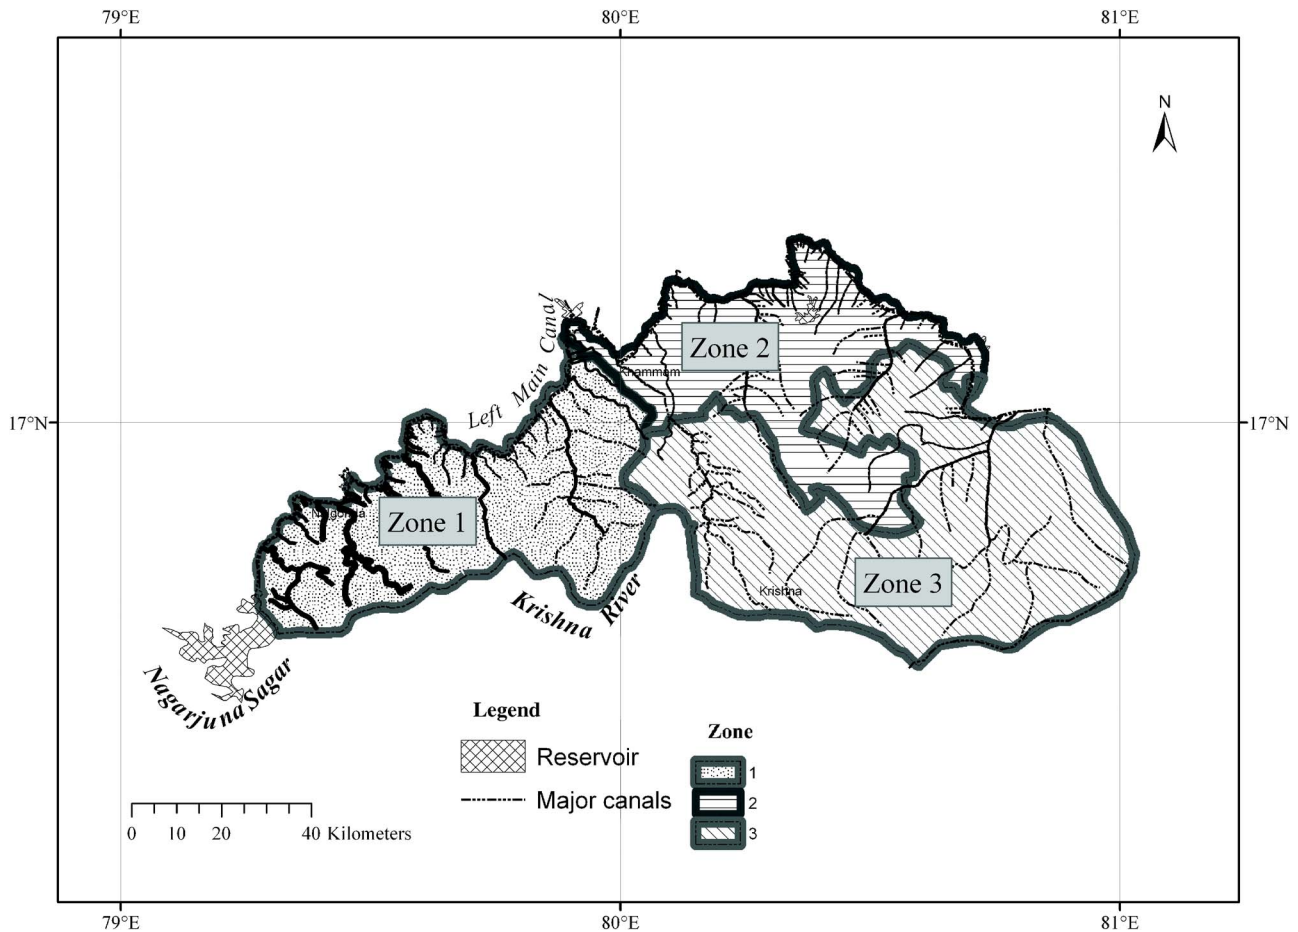 79°E 80°E 81°E
N
Left Main Canal
Zone 2
Khammam
17°N 17°N
Zone 1
Zone 3
Krishna
Krishna River
Nagarjuna Sagar
Legend
Reservoir
Major canals
Zone
1
2
3
0 10 20 40 Kilometers
79°E 80°E 81°E